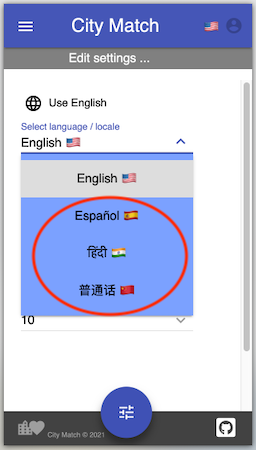 City Match 🇺🇸
Edit settings ...
Use English
Select language / locale
English 🇺🇸
English 🇺🇸
Español 🇪🇸
हिंदी 🇮🇳
普通话 🇨🇳
10
City Match © 2021